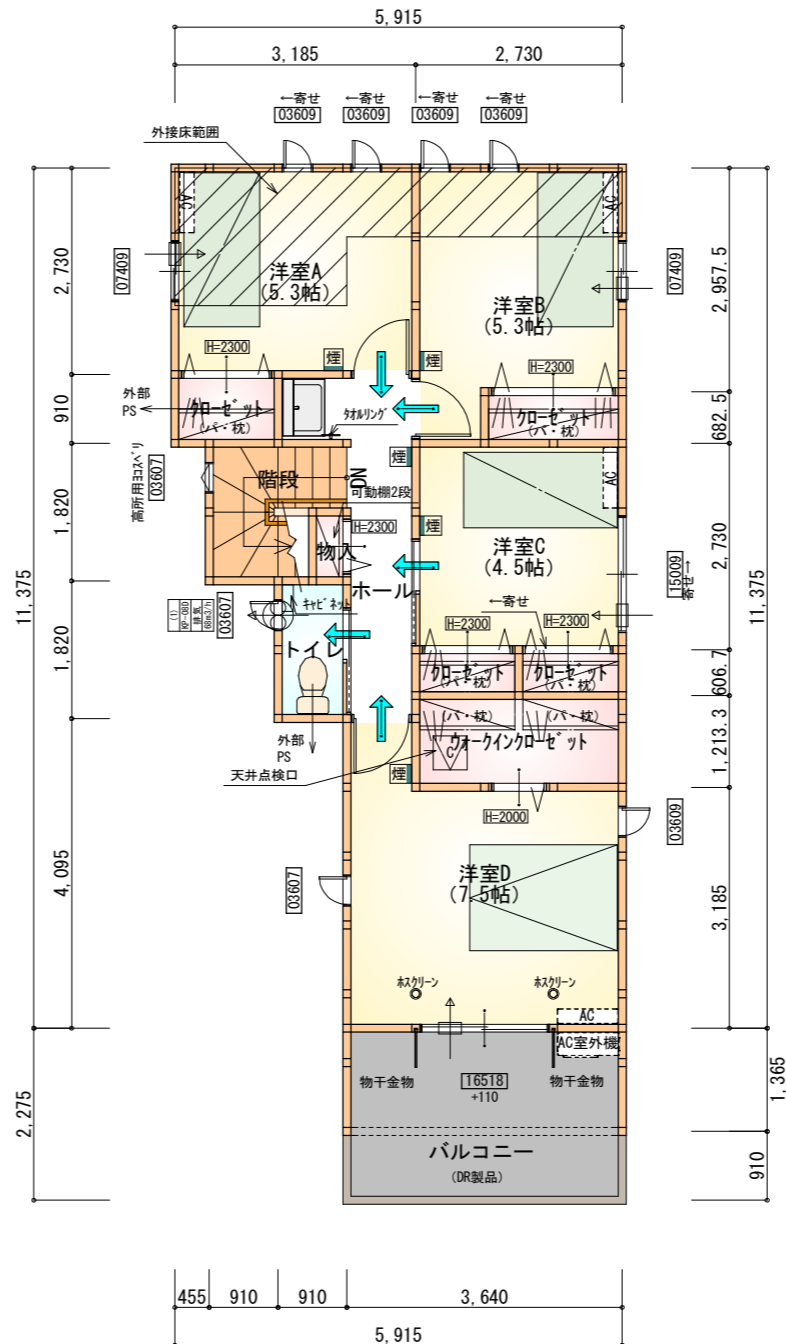 5,915
3,185
2,730
←寄せ
←寄せ
←寄せ
←寄せ
03609
03609
03609
03609
外接床範囲
AC
AC
07409
07409
洋室A
(5.3帖)
洋室B
(5.3帖)
2,730
2,957.5
H=2300
煙
煙
H=2300
外部
PS
クローゼット
(パ・枕)
タオルリング
クローゼット
(パ・枕)
910
682.5
高所用ヨコスベリ
03607
階段
DN
煙
可動棚2段
煙
AC
1,820
H=2300
物入
洋室C
(4.5帖)
2,730
15009
寄せ→
11,375
11,375
ホール
キャビネット
←寄せ
(1)
KP-08D
排気
68m3/h
03607
トイレ
H=2300
H=2300
1,820
クローゼット
(パ・枕)
クローゼット
(パ・枕)
606.7
(パ・枕)
(パ・枕)
外部
PS
ウォークインクローゼット
C
1,213.3
天井点検口
煙
H=2000
03609
03607
洋室D
(7.5帖)
4,095
3,185
ホスクリーン
ホスクリーン
AC
AC室外機
物干金物
16518
+110
物干金物
2,275
1,365
バルコニー
(DR製品)
910
455
910
910
3,640
5,915